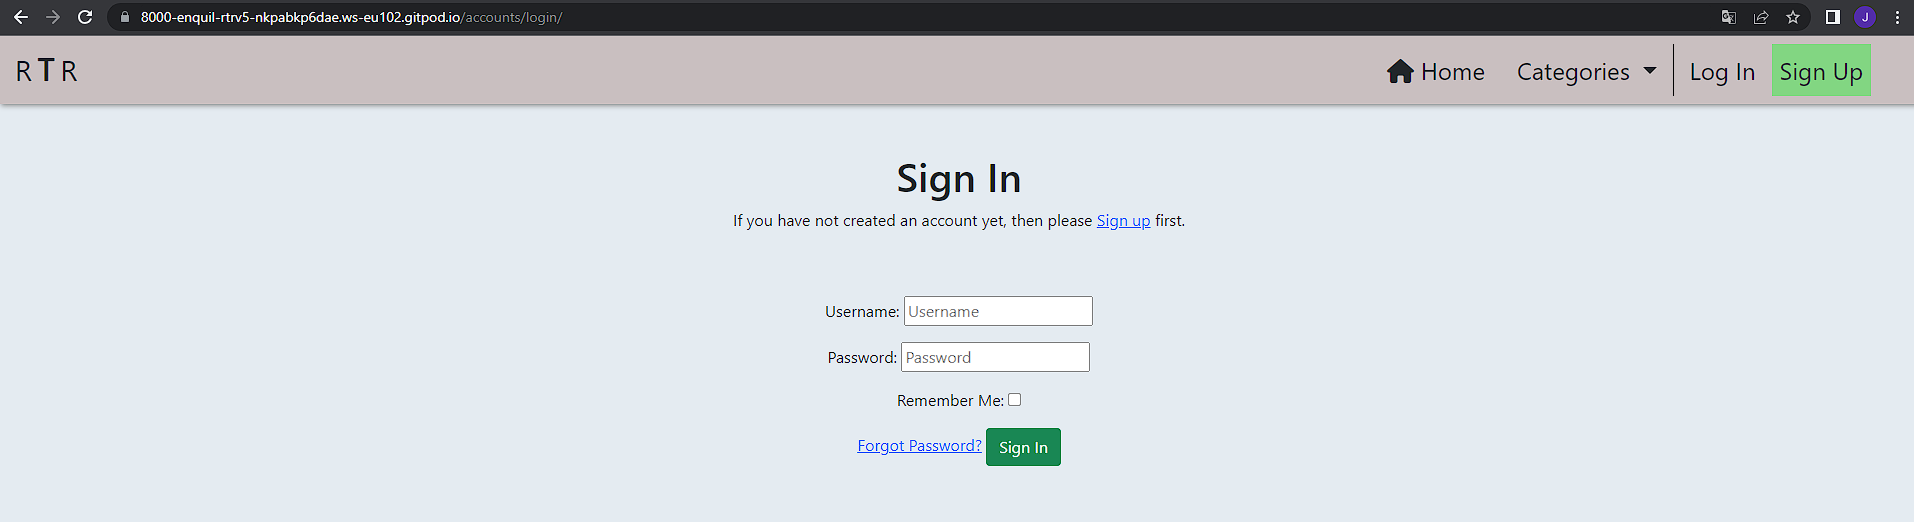 8000-enquil-rtrv5-nkpabkp6dae.ws-eu102.gitpod.io/accounts/login/
J
R T R
Home Categories Log In Sign Up
Sign In
If you have not created an account yet, then please Sign up first.
Username: Username
Password: Password
Remember Me:
Forgot Password? Sign In